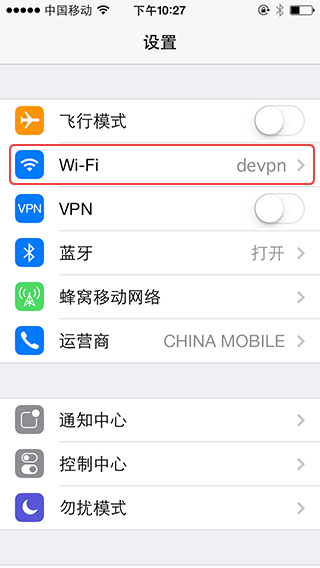 中国移动 下午10:27
设置
飞行模式
Wi-Fi devpn
VPN VPN
蓝牙 打开
蜂窝移动网络
运营商 CHINA MOBILE
通知中心
控制中心
勿扰模式